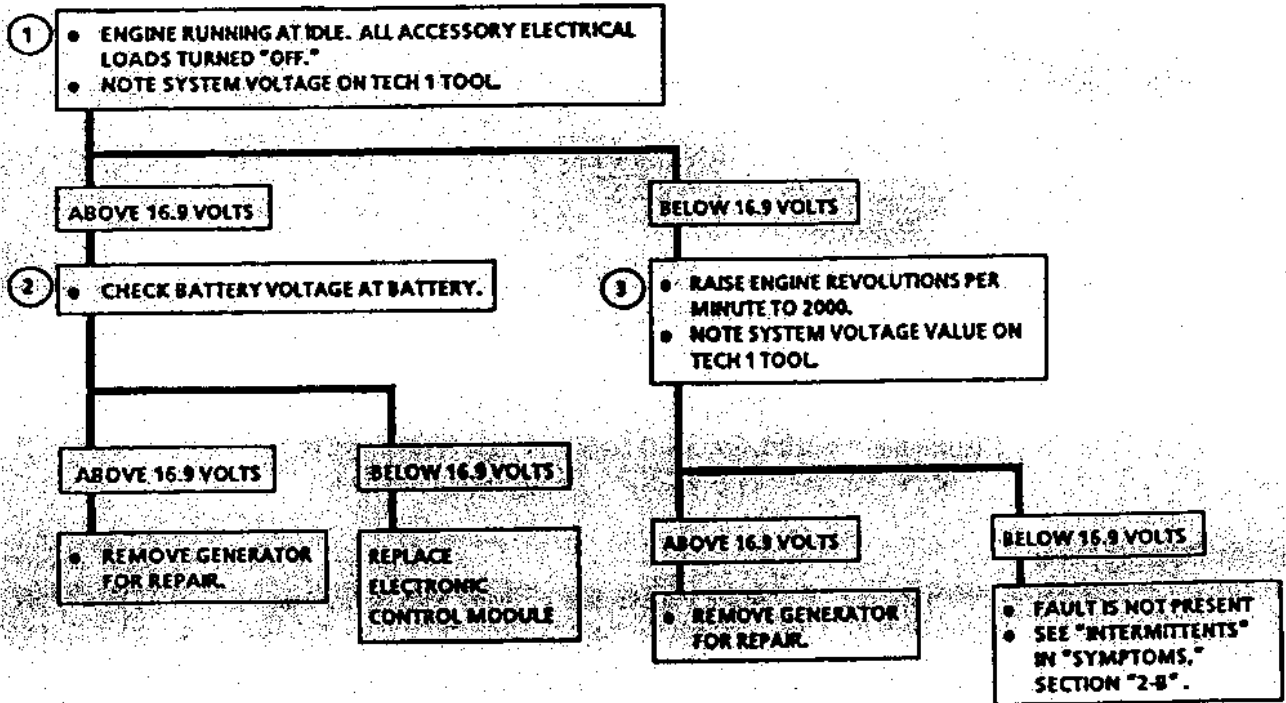 1
• ENGINE RUNNING AT IDLE. ALL ACCESSORY ELECTRICAL
LOADS TURNED "OFF."
• NOTE SYSTEM VOLTAGE ON TECH 1 TOOL.
ABOVE 16.9 VOLTS
BELOW 16.9 VOLTS
2
• CHECK BATTERY VOLTAGE AT BATTERY.
3
• RAISE ENGINE REVOLUTIONS PER
MINUTE TO 2000.
• NOTE SYSTEM VOLTAGE VALUE ON
TECH 1 TOOL
ABOVE 16.9 VOLTS
BELOW 16.9 VOLTS
• REMOVE GENERATOR
FOR REPAIR.
REPLACE
ELECTRONIC
CONTROL MODULE
ABOVE 16.9 VOLTS
BELOW 16.9 VOLTS
• REMOVE GENERATOR
FOR REPAIR.
• FAULT IS NOT PRESENT
• SEE "INTERMITTENTS"
IN "SYMPTOMS,"
SECTION "2-B".